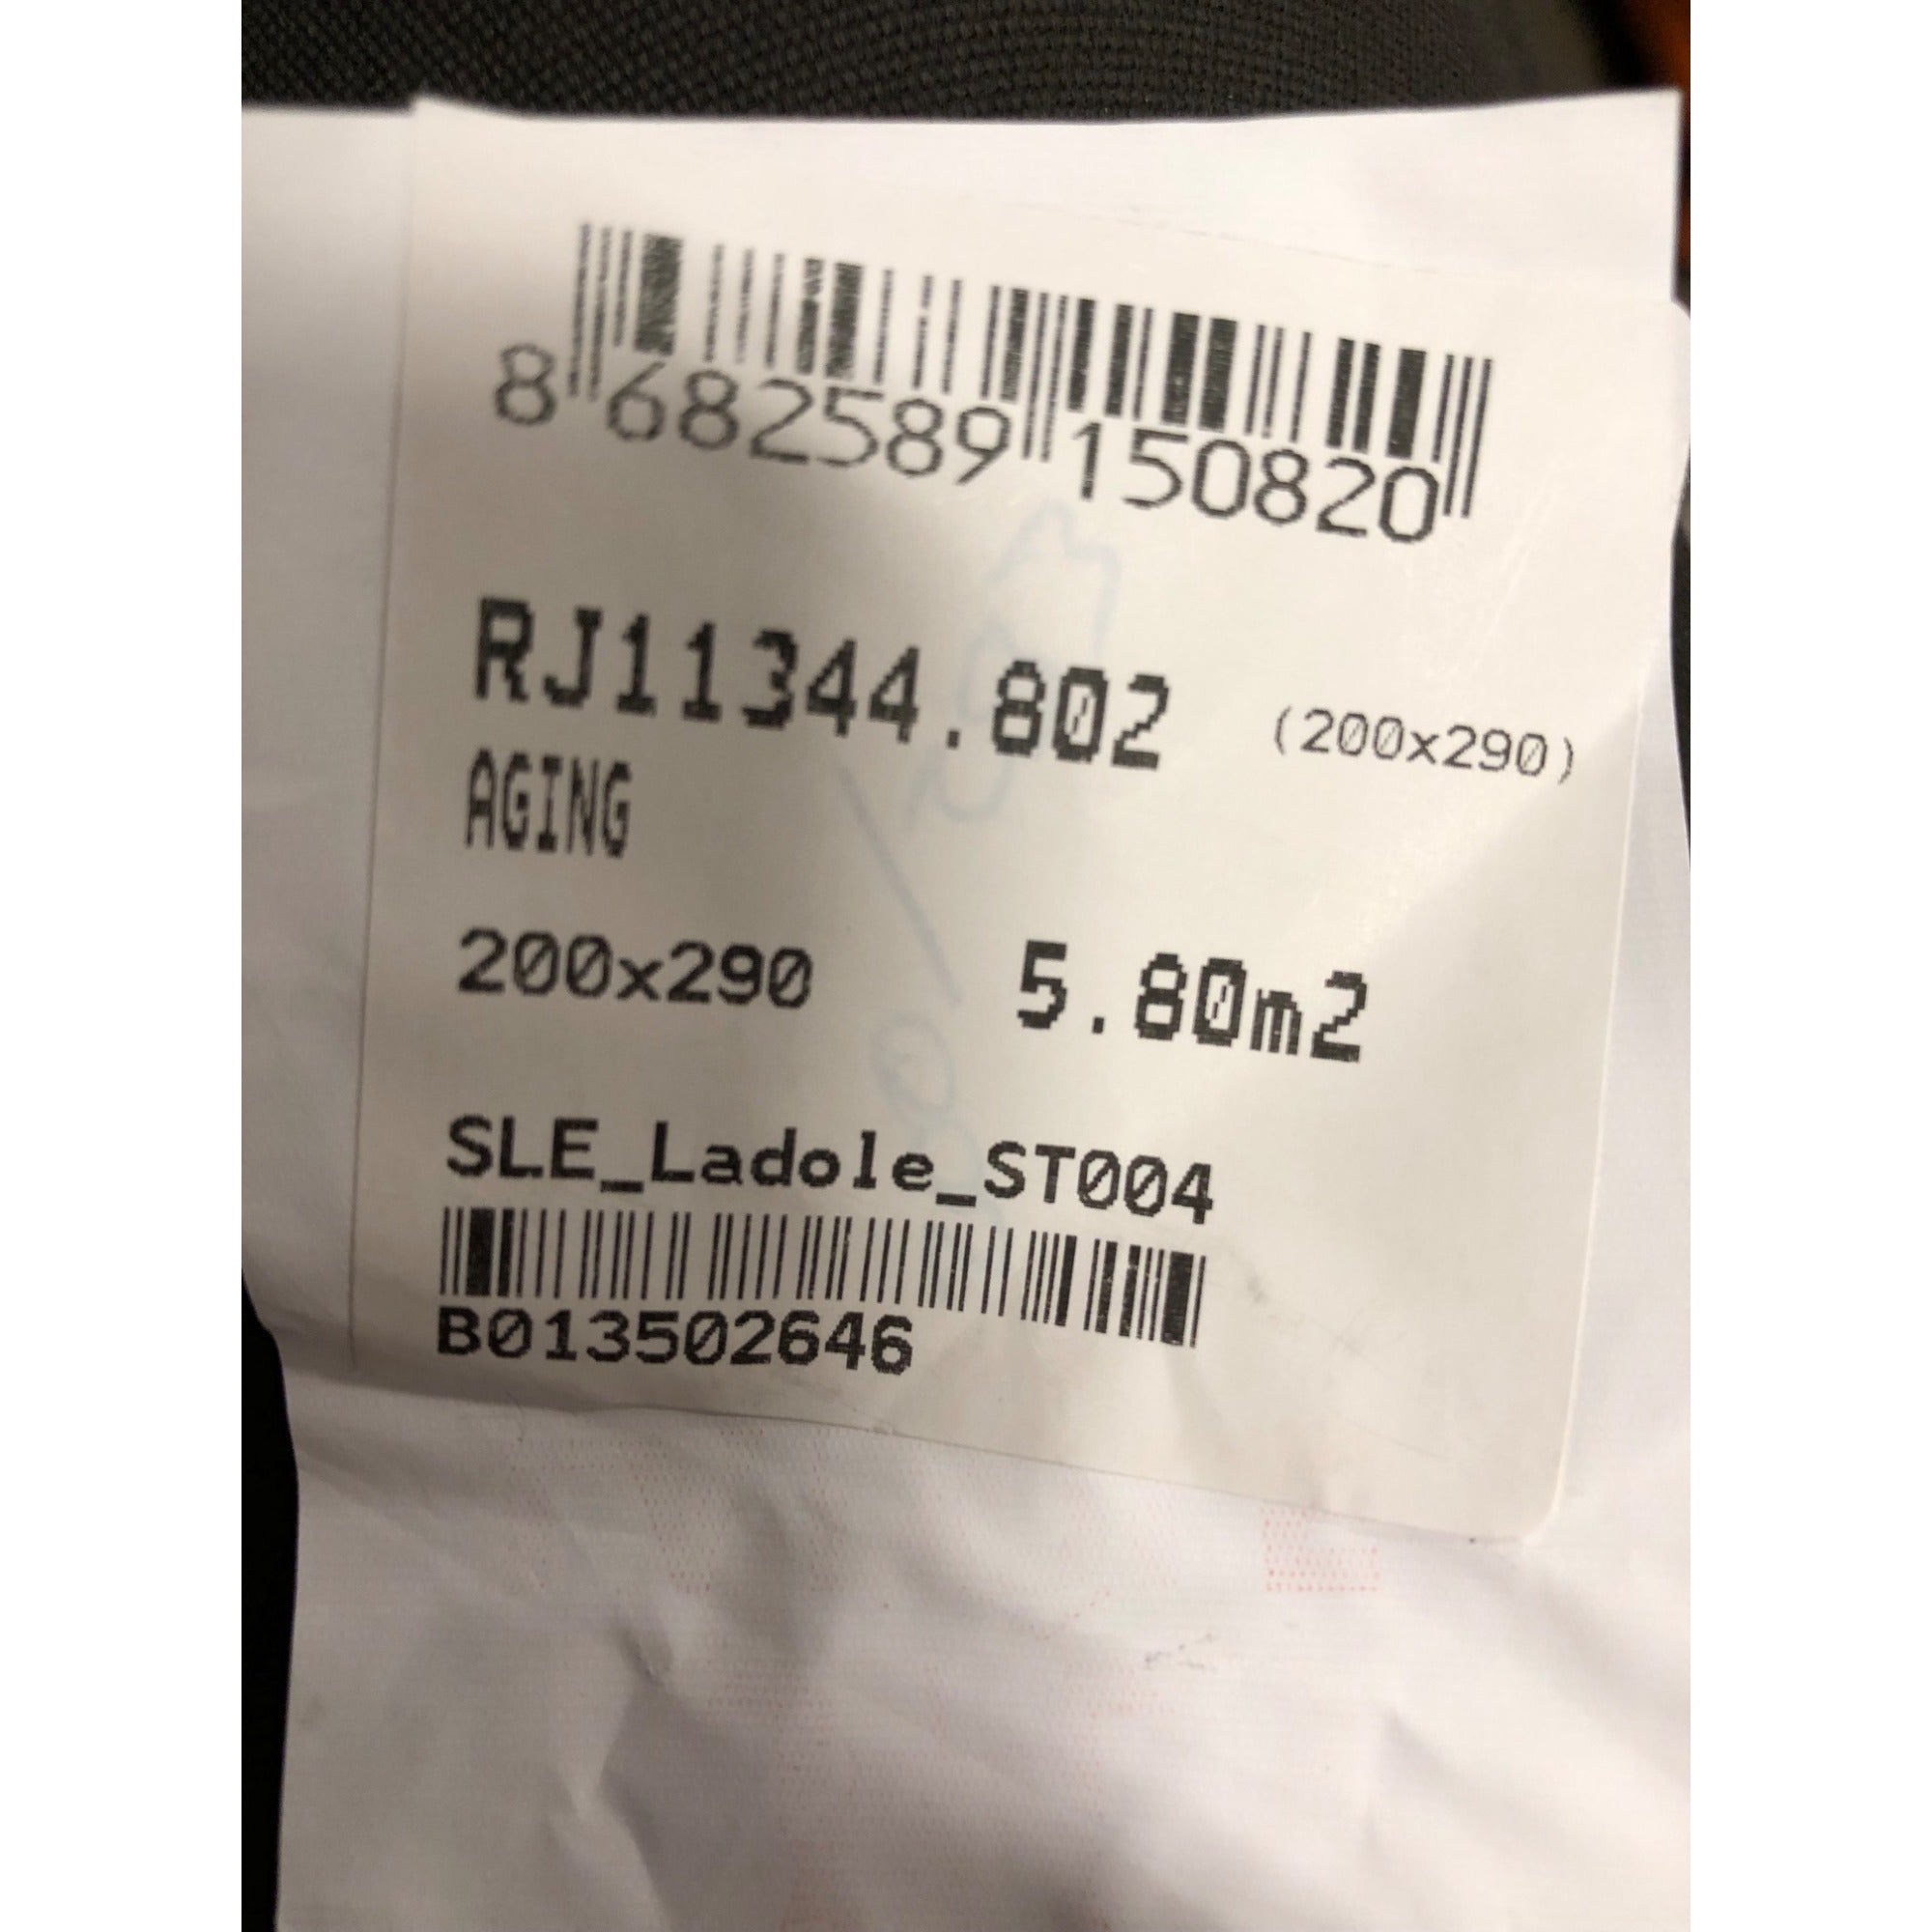 8 682589 150820
RJ11344.802 (200x290)
AGING
200x290 5.80m2
SLE_Ladole_ST004
B013502646